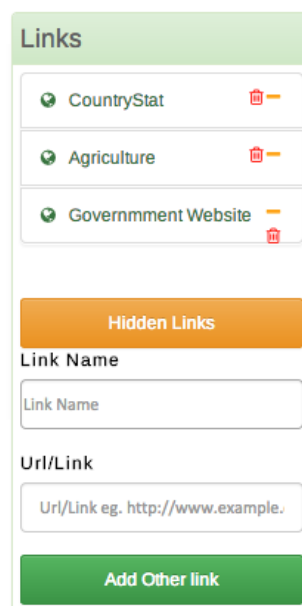 Links
CountryStat
Agriculture
Governmment Website
Hidden Links
Link Name
Link Name
Url/Link
Url/Link eg. http://www.example.
Add Other link